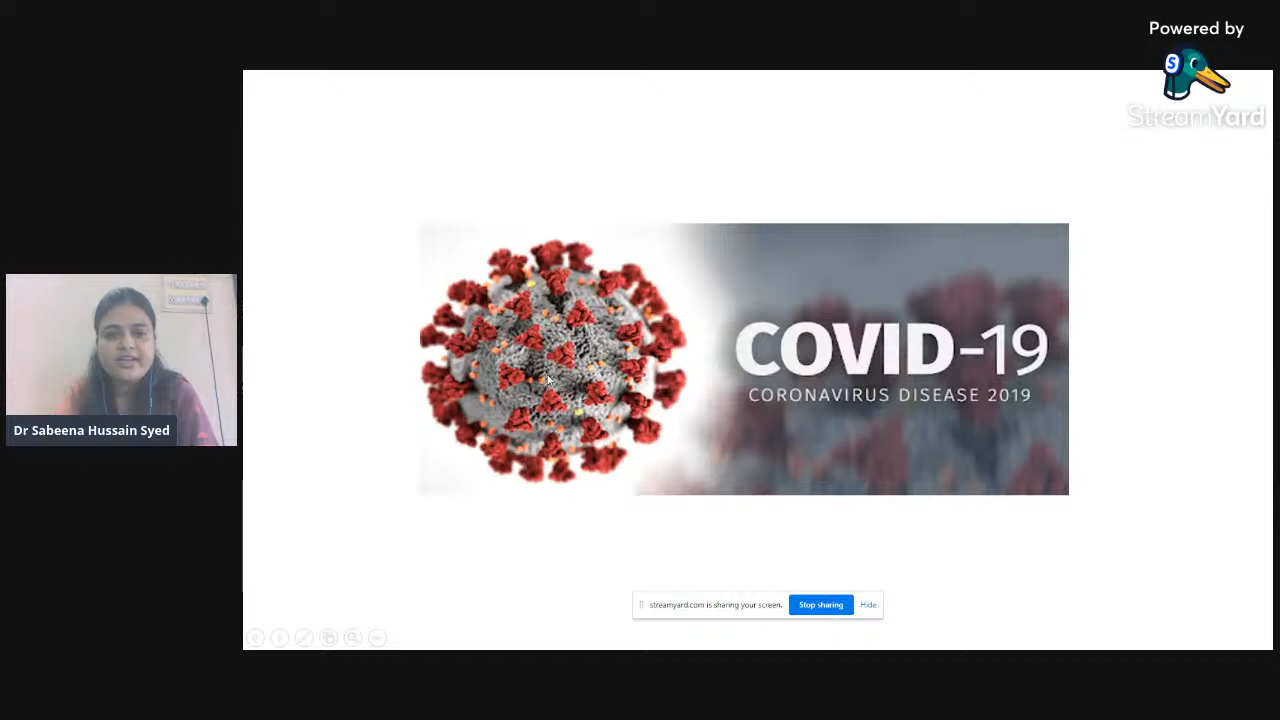 Powered by
S
StreamYard
COVID-19
CORONAVIRUS DISEASE 2019
Dr Sabeena Hussain Syed
streamyard.com is sharing your screen.
Stop sharing
Hide